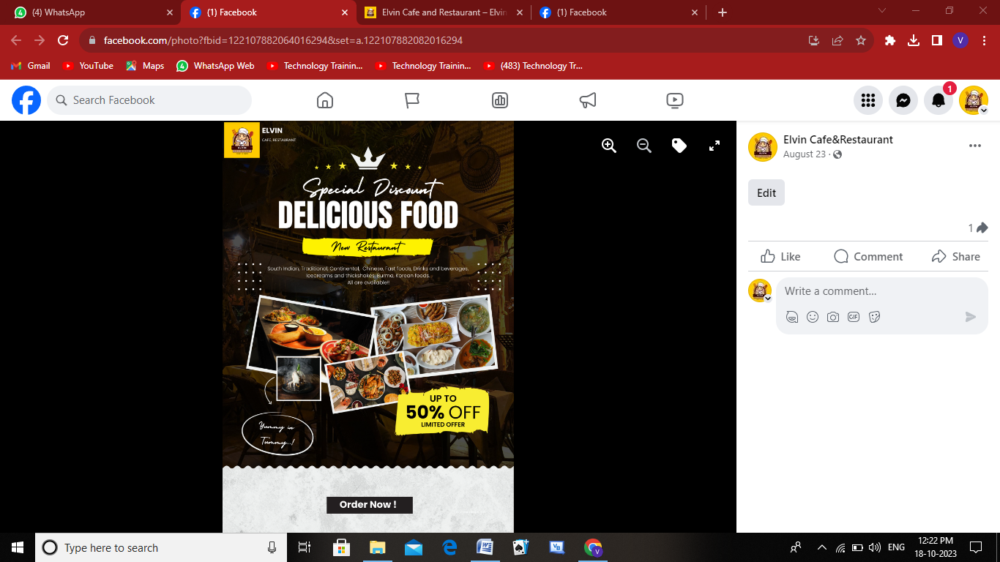 (4) WhatsApp
(1) Facebook
Elvin Cafe and Restaurant – Elvin
(1) Facebook
facebook.com/photo?fbid=122107882064016294&set=a.122107882082016294
V
Gmail
YouTube
Maps
WhatsApp Web
Technology Trainin...
Technology Trainin...
(483) Technology Tr...
Search Facebook
1
ELVIN
CAFE, RESTAURANT
Special Discount
DELICIOUS FOOD
New Restaurant
South Indian, Traditional, Continental, Chinese, Fast foods, Drinks and beverages,
Icecreams and thickshakes, Burma, Korean foods.
All are available!!
UP TO
50% OFF
LIMITED OFFER
Yummy in
Tummy..!
Order Now !
Elvin Cafe&Restaurant
August 23 ·
Edit
1
Like
Comment
Share
Write a comment...
GIF
Type here to search
ENG
12:22 PM
18-10-2023